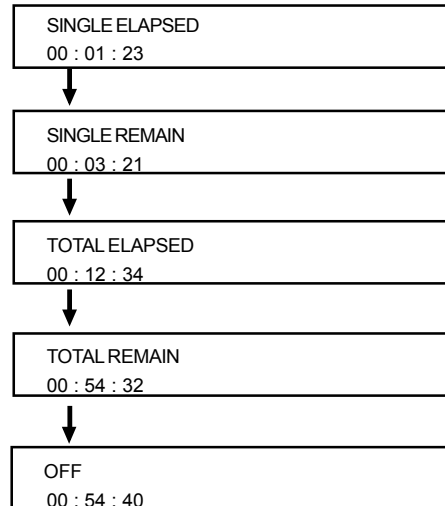 SINGLE ELAPSED
00 : 01 : 23
SINGLE REMAIN
00 : 03 : 21
TOTAL ELAPSED
00 : 12 : 34
TOTAL REMAIN
00 : 54 : 32
OFF
00 : 54 : 40